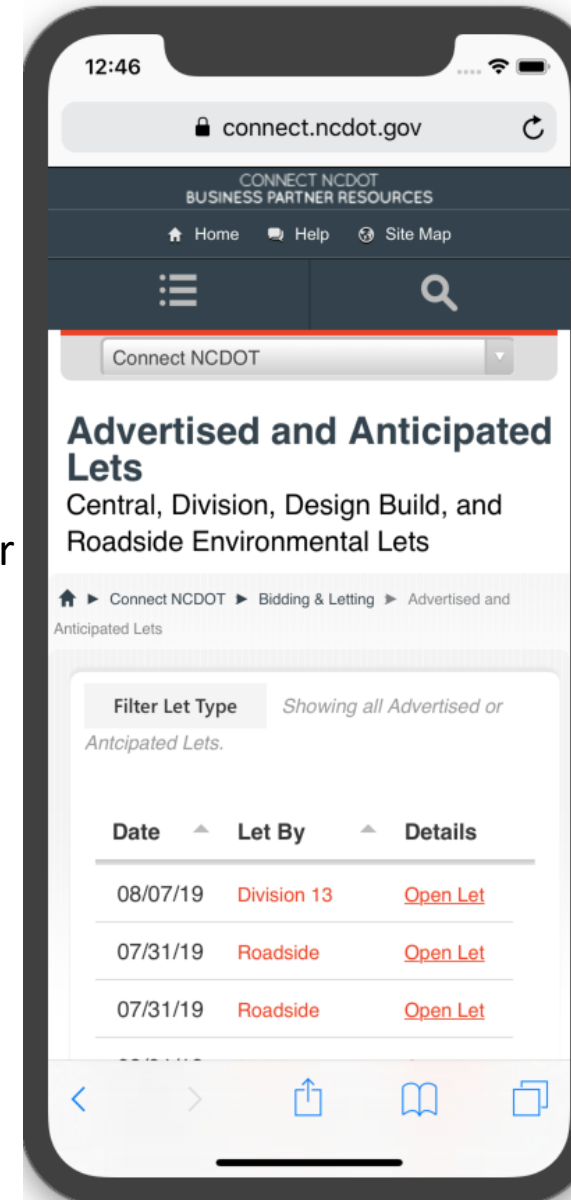 12:46
connect.ncdot.gov
CONNECT NCDOT
BUSINESS PARTNER RESOURCES
Home Help Site Map
Connect NCDOT
Advertised and Anticipated
Lets
Central, Division, Design Build, and
r
Roadside Environmental Lets
Connect NCDOT ► Bidding & Letting ► Advertised and
Anticipated Lets
Filter Let Type Showing all Advertised or
Antcipated Lets.
Date Let By Details
08/07/19 Division 13 Open Let
07/31/19 Roadside Open Let
07/31/19 Roadside Open Let